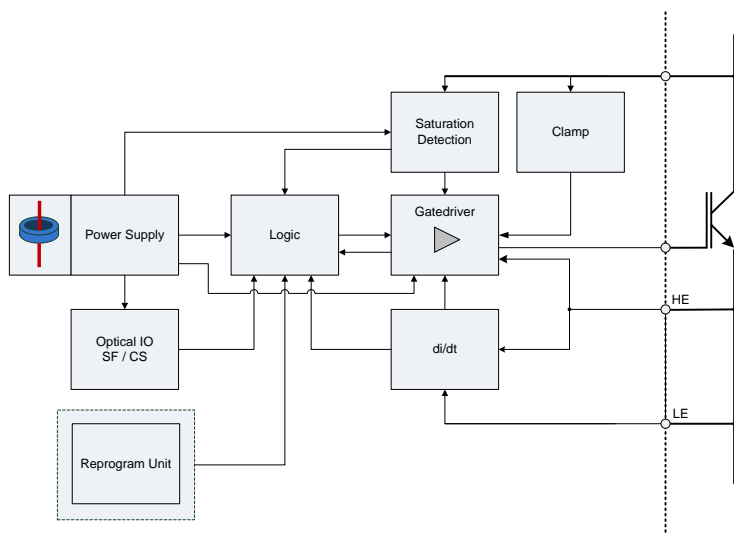 Saturation
Detection
Clamp
Power Supply
Logic
Gatedriver
HE
Optical IO
SF / CS
di/dt
LE
Reprogram Unit